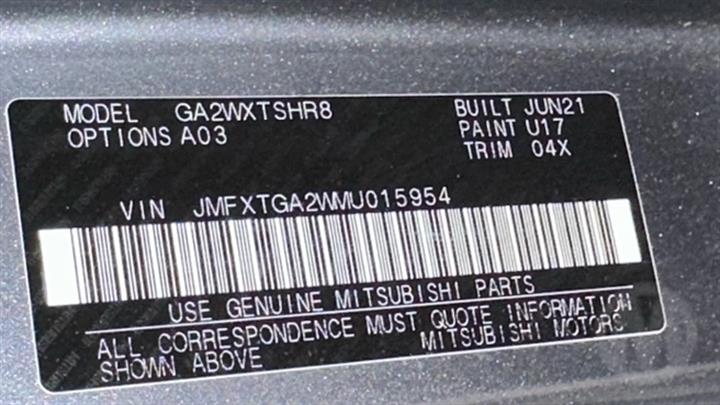 MODEL GA2WXTSHR8 BUILT JUN21
OPTIONS A03 PAINT U17
TRIM 04X
VIN JMFXTGA2WMU015954
USE GENUINE MITSUBISHI PARTS
ALL CORRESPONDENCE MUST QUOTE INFORMATION
SHOWN ABOVE MITSUBISHI MOTORS